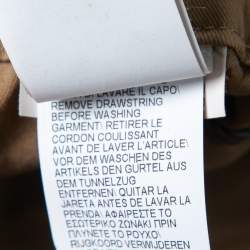 DI LAVARE IL CAPO/
REMOVE DRAWSTRING
BEFORE WASHING
GARMENT/ RETIRER LE
CORDON COULISSANT
AVANT DE LAVER L'ARTICLE/
VOR DEM WASCHEN DES
ARTIKELS DEN GURTEL AUS
DEM TUNNELZUG
ENTFERNEN/ QUITAR LA
JARETA ANTES DE LAVAR LA
PRENDA/ ΑΦΑΙΡΕΣΤΕ ΤΟ
ΕΣΩΤΕΡΙΚΟ ΖΩΝΑΚΙ ΠΡΙΝ
ΠΛΥΝΕΤΕ ΤΟ ΡΟΥΧΟ/
RIJGKOORD VERWIJDEREN